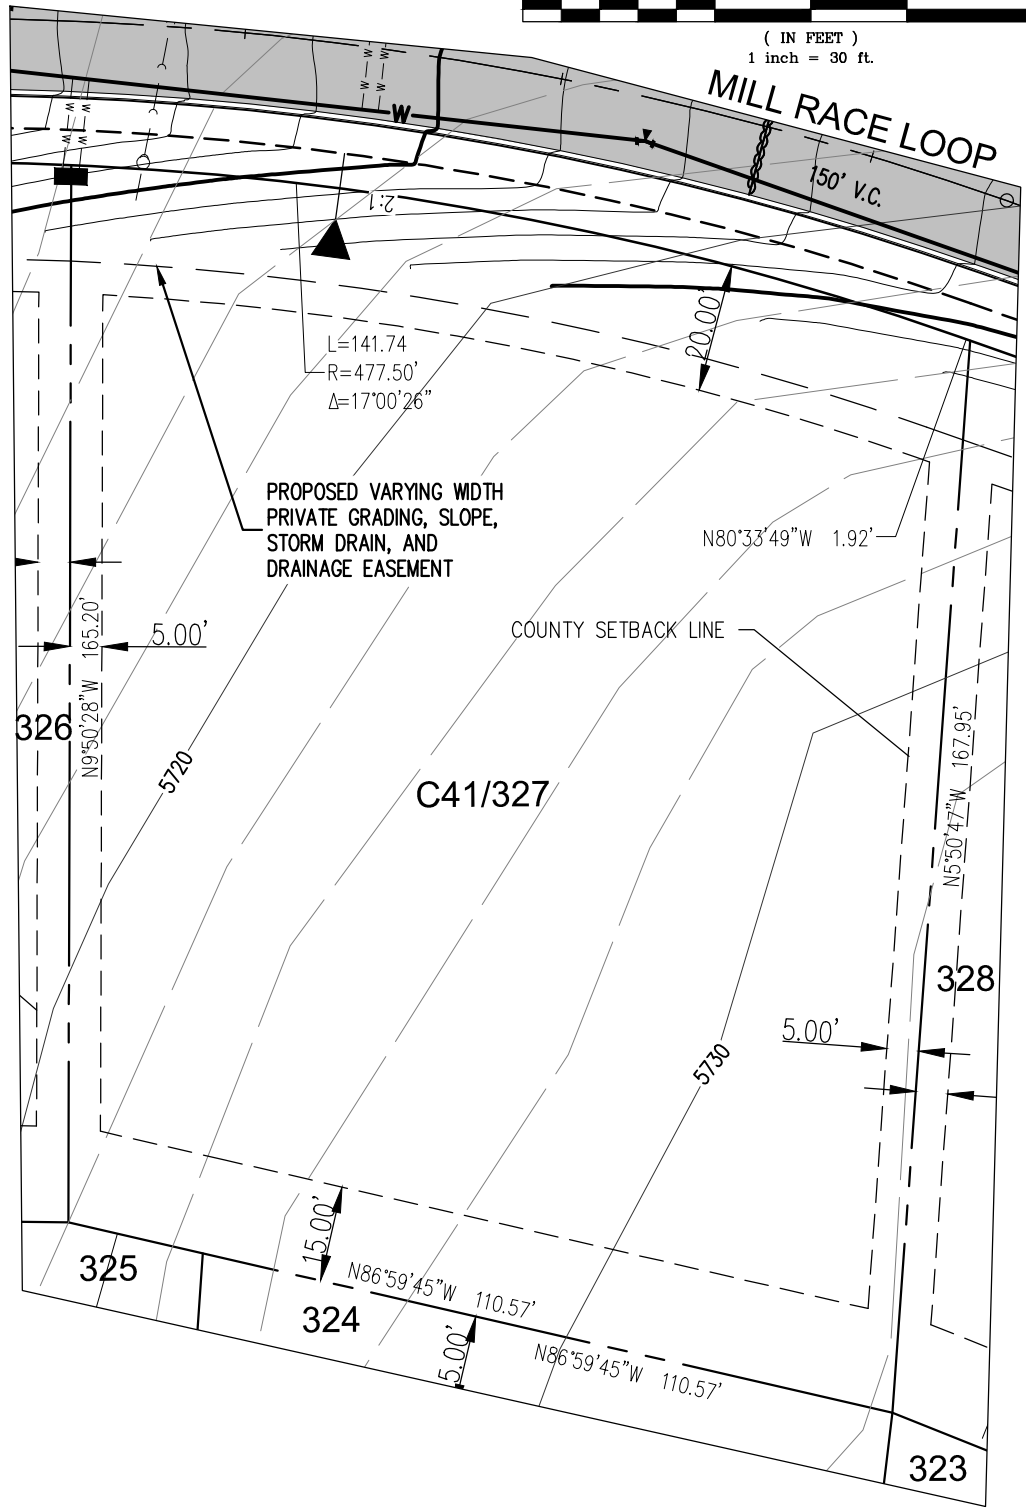 ( IN FEET )
1 inch = 30 ft.
MILL RACE LOOP
150' V.C.
W
W
W
W
W
W
W
W
W
2:1
20.00'
L=141.74
R=477.50'
Δ=17°00'26"
PROPOSED VARYING WIDTH
PRIVATE GRADING, SLOPE,
STORM DRAIN, AND
DRAINAGE EASEMENT
N80°33'49"W 1.92'
COUNTY SETBACK LINE
5.00'
N9°50'28"W 165.20'
326
5720
C41/327
N5°50'47"W 167.95'
328
5.00'
5730
15.00'
325
N86°59'45"W 110.57'
324
5.00'
N86°59'45"W 110.57'
323